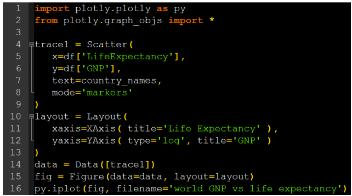 1 import plotly.plotly as py
2 from plotly.graph_objs import *
3
4 trace1 = Scatter(
5 x=df['LifeExpectancy'],
6 y=df['GNP'],
7 text=country_names,
8 mode='markers'
9 )
10 layout = Layout(
11 xaxis=XAxis( title='Life Expectancy' ),
12 yaxis=YAxis( type='log', title='GNP' )
13 )
14 data = Data([trace1])
15 fig = Figure(data=data, layout=layout)
16 py.iplot(fig, filename='world GNP vs life expectancy')